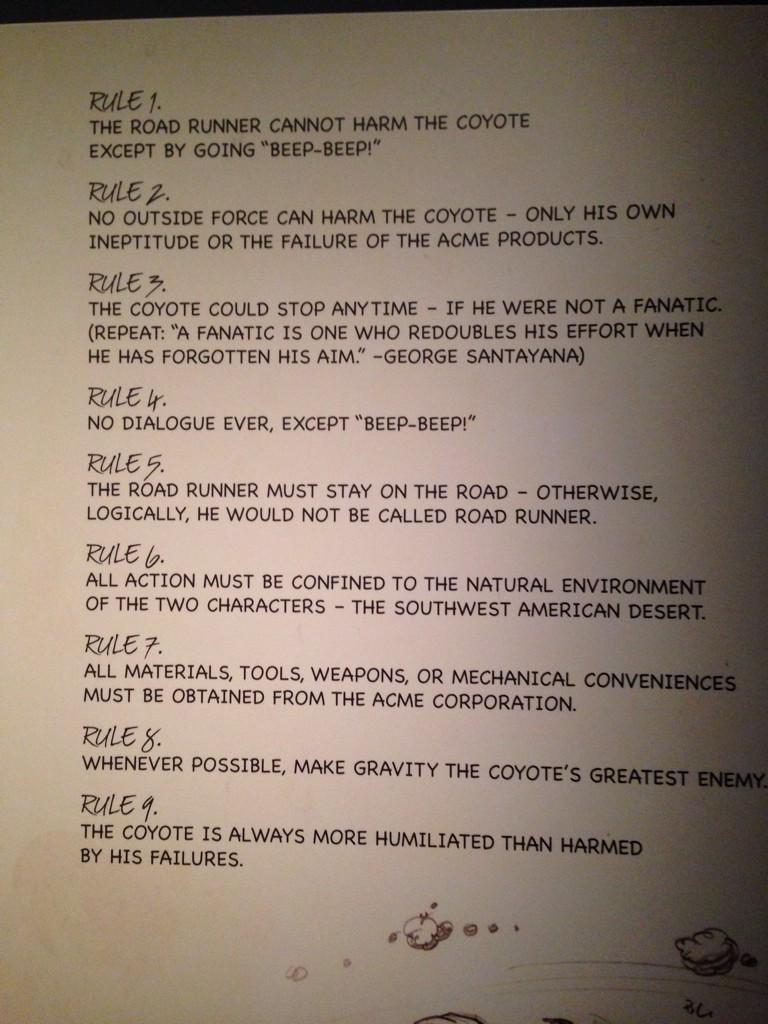 RULE 1.
THE ROAD RUNNER CANNOT HARM THE COYOTE
EXCEPT BY GOING “BEEP-BEEP!”
RULE 2.
NO OUTSIDE FORCE CAN HARM THE COYOTE – ONLY HIS OWN
INEPTITUDE OR THE FAILURE OF THE ACME PRODUCTS.
RULE 3.
THE COYOTE COULD STOP ANYTIME – IF HE WERE NOT A FANATIC.
(REPEAT: “A FANATIC IS ONE WHO REDOUBLES HIS EFFORT WHEN
HE HAS FORGOTTEN HIS AIM.” –GEORGE SANTAYANA)
RULE 4.
NO DIALOGUE EVER, EXCEPT “BEEP-BEEP!”
RULE 5.
THE ROAD RUNNER MUST STAY ON THE ROAD – OTHERWISE,
LOGICALLY, HE WOULD NOT BE CALLED ROAD RUNNER.
RULE 6.
ALL ACTION MUST BE CONFINED TO THE NATURAL ENVIRONMENT
OF THE TWO CHARACTERS – THE SOUTHWEST AMERICAN DESERT.
RULE 7.
ALL MATERIALS, TOOLS, WEAPONS, OR MECHANICAL CONVENIENCES
MUST BE OBTAINED FROM THE ACME CORPORATION.
RULE 8.
WHENEVER POSSIBLE, MAKE GRAVITY THE COYOTE’S GREATEST ENEMY.
RULE 9.
THE COYOTE IS ALWAYS MORE HUMILIATED THAN HARMED
BY HIS FAILURES.